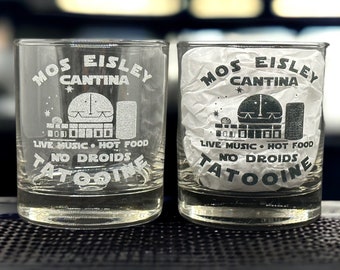 MOS EISLEY
CANTINA
LIVE MUSIC • HOT FOOD
NO DROIDS
TATOOINE
MOS EISLEY
CANTINA
LIVE MUSIC • HOT FOOD
NO DROIDS
TATOOINE